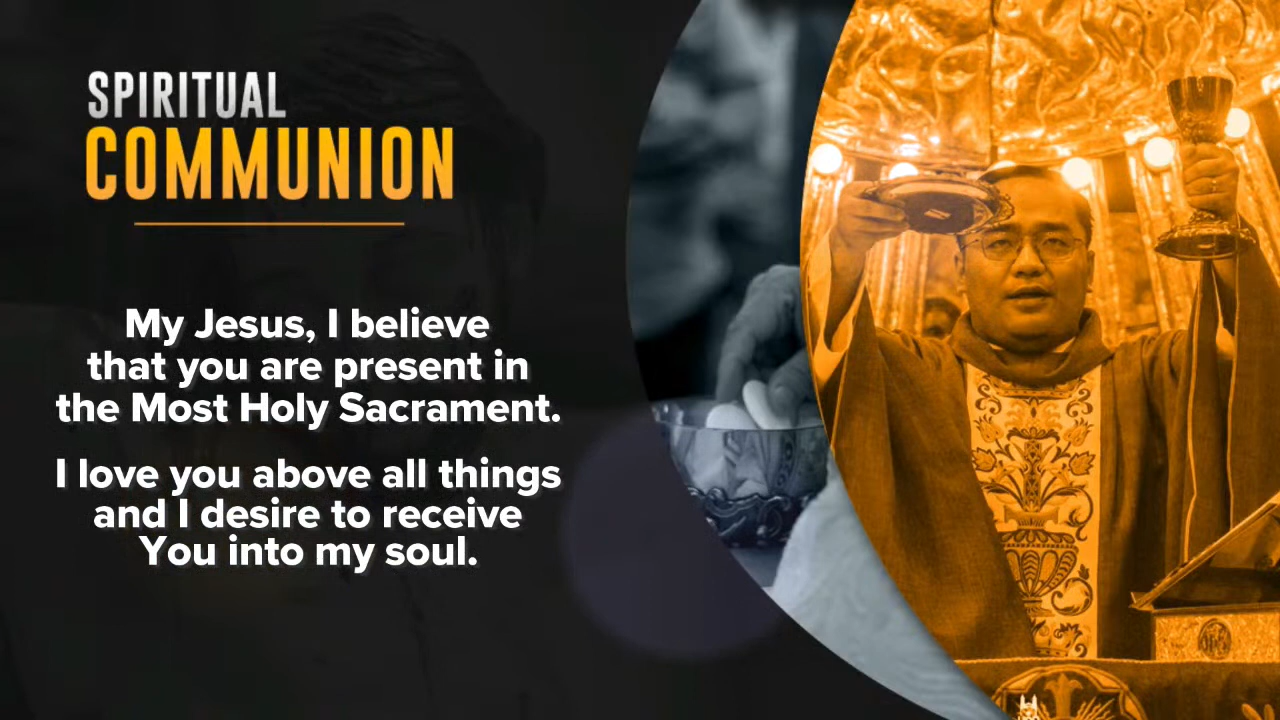 SPIRITUAL
COMMUNION
My Jesus, I believe
that you are present in
the Most Holy Sacrament.
I love you above all things
and I desire to receive
You into my soul.